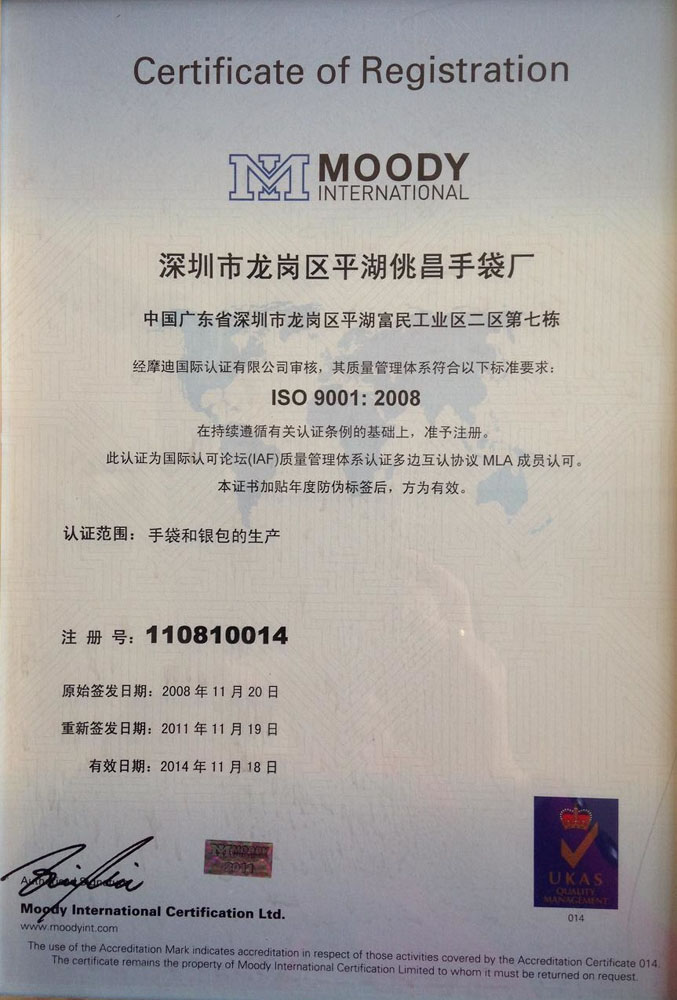 Certificate of Registration
MOODY
INTERNATIONAL
深圳市龙岗区平湖佻昌手袋厂
中国广东省深圳市龙岗区平湖富民工业区二区第七栋
经摩迪国际认证有限公司审核，其质量管理体系符合以下标准要求：
ISO 9001: 2008
在持续遵循有关认证条例的基础上，准予注册。
此认证为国际认可论坛(IAF)质量管理体系认证多边互认协议 MLA 成员认可。
本证书加贴年度防伪标签后，方为有效。
认证范围： 手袋和银包的生产
注 册 号: 110810014
原始签发日期： 2008 年 11 月 20 日
重新签发日期： 2011 年 11 月 19 日
有效日期： 2014 年 11 月 18 日
MOODY
2011
UKAS
QUALITY
MANAGEMENT
014
Moody International Certification Ltd.
www.moodyint.com
The use of the Accreditation Mark indicates accreditation in respect of those activities covered by the Accreditation Certificate 014.
The certificate remains the property of Moody International Certification Limited to whom it must be returned on request.